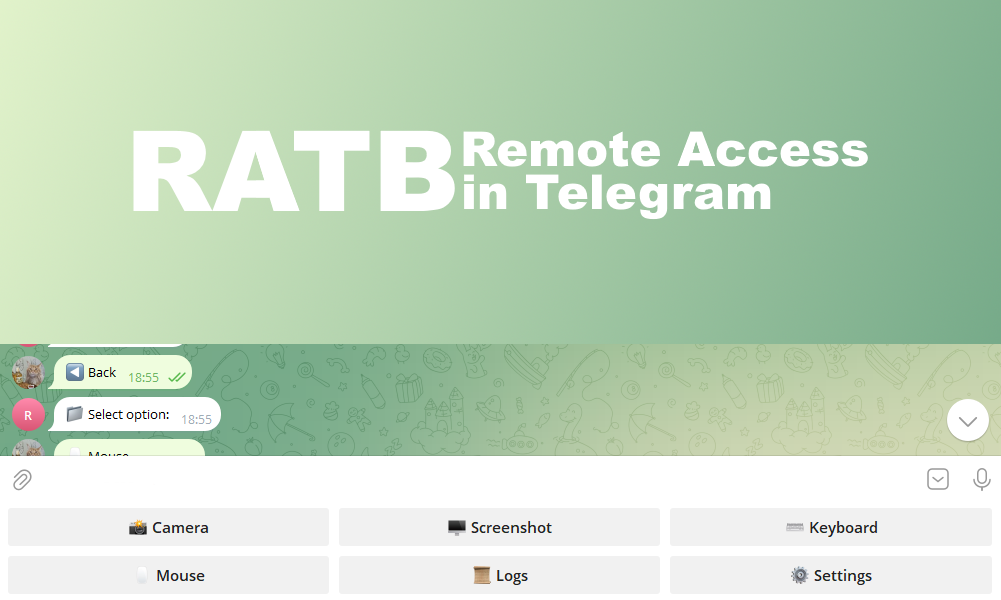 RATB Remote Access
in Telegram
Back 18:55
R Select option: 18:55
Mouse
Camera Screenshot Keyboard
Mouse Logs Settings